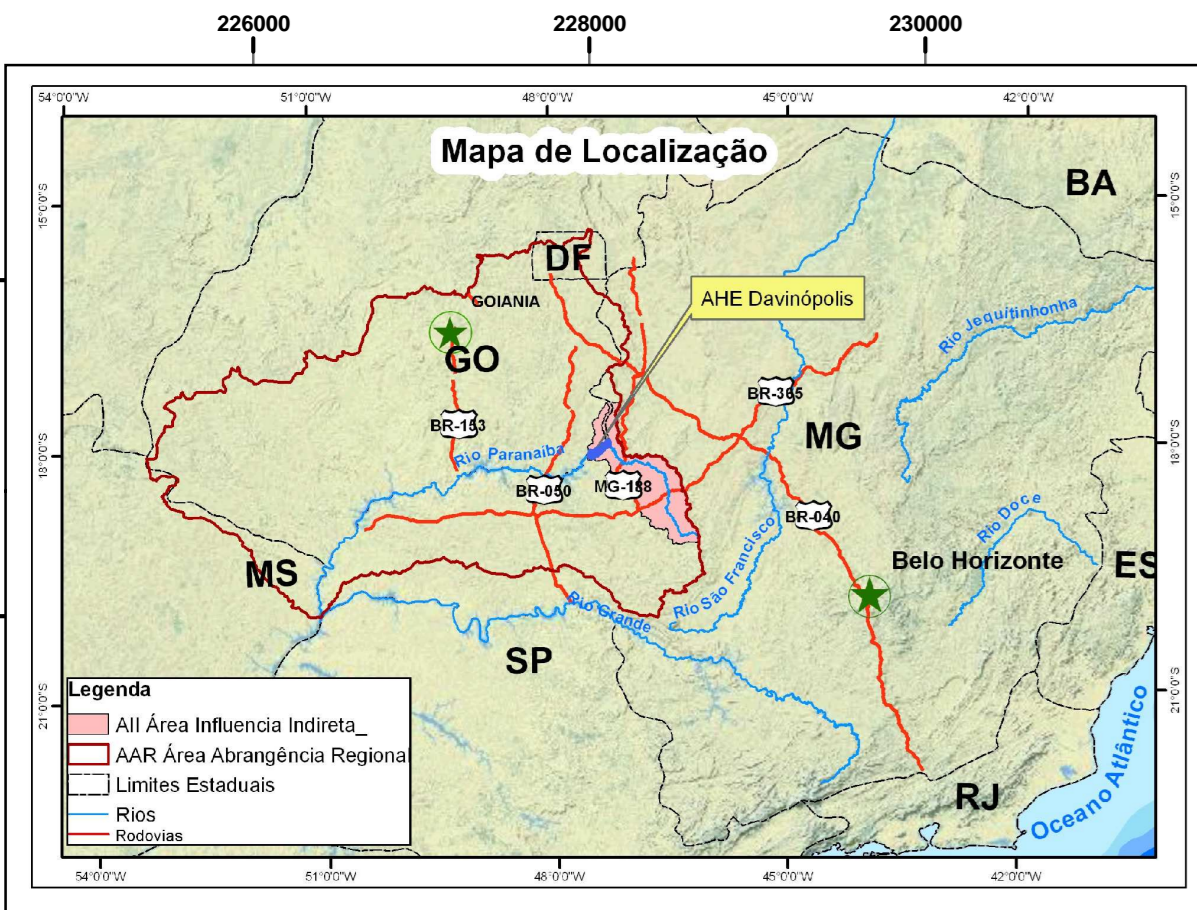 226000
228000
230000
54°0'0"W
51°0'0"W
48°0'0"W
45°0'0"W
42°0'0"W
Mapa de Localização
BA
15°0'0"S
15°0'0"S
DF
AHE Davinópolis
GOIANIA
Rio Jequitinhonha
GO
BR-365
BR-153
MG
18°0'0"S
18°0'0"S
Rio Paranaíba
BR-050
MG-188
BR-040
Rio Doce
Belo Horizonte
ES
MS
Rio São Francisco
Rio Grande
SP
21°0'0"S
21°0'0"S
Legenda
AII Área Influencia Indireta_
AAR Área Abrangência Regional
Limites Estaduais
Rios
Rodovias
RJ
Oceano Atlântico
54°0'0"W
51°0'0"W
48°0'0"W
45°0'0"W
42°0'0"W